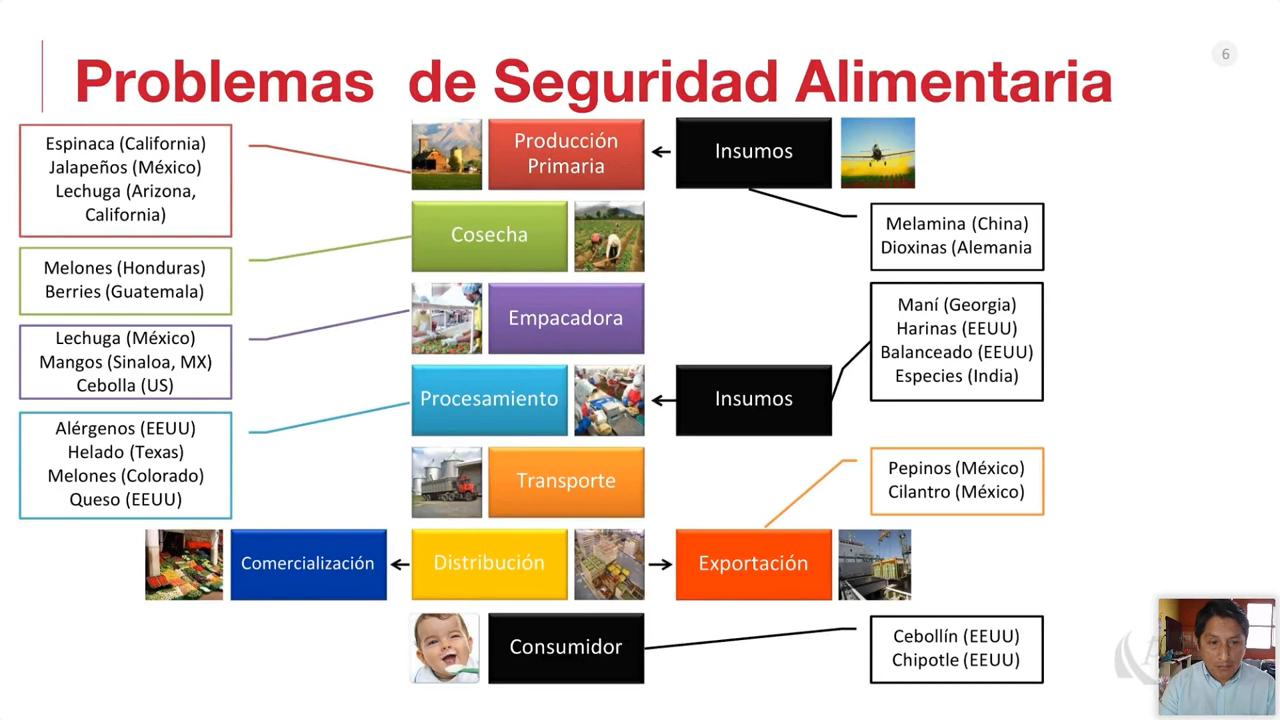 6
Problemas de Seguridad Alimentaria
Espinaca (California)
Jalapeños (México)
Lechuga (Arizona,
California)
Producción
Primaria
Insumos
Melamina (China)
Dioxinas (Alemania
Cosecha
Melones (Honduras)
Berries (Guatemala)
Empacadora
Lechuga (México)
Mangos (Sinaloa, MX)
Cebolla (US)
Maní (Georgia)
Harinas (EEUU)
Balanceado (EEUU)
Especies (India)
Procesamiento
Insumos
Alérgenos (EEUU)
Helado (Texas)
Melones (Colorado)
Queso (EEUU)
Transporte
Pepinos (México)
Cilantro (México)
Comercialización
Distribución
Exportación
Consumidor
Cebollín (EEUU)
Chipotle (EEUU)